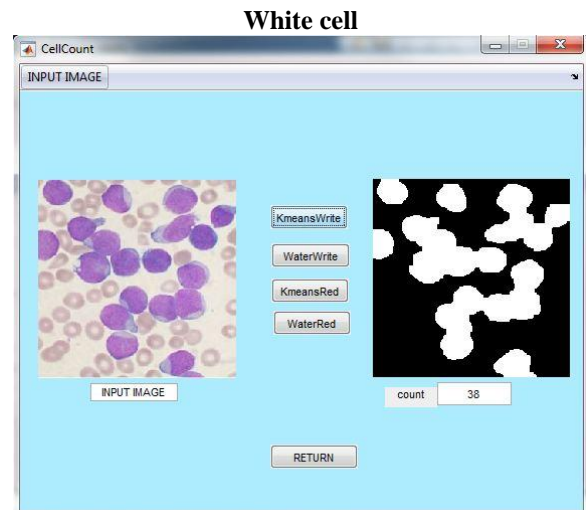 White cell
CellCount
INPUT IMAGE
KmeansWrite
WaterWrite
KmeansRed
WaterRed
INPUT IMAGE
count 38
RETURN